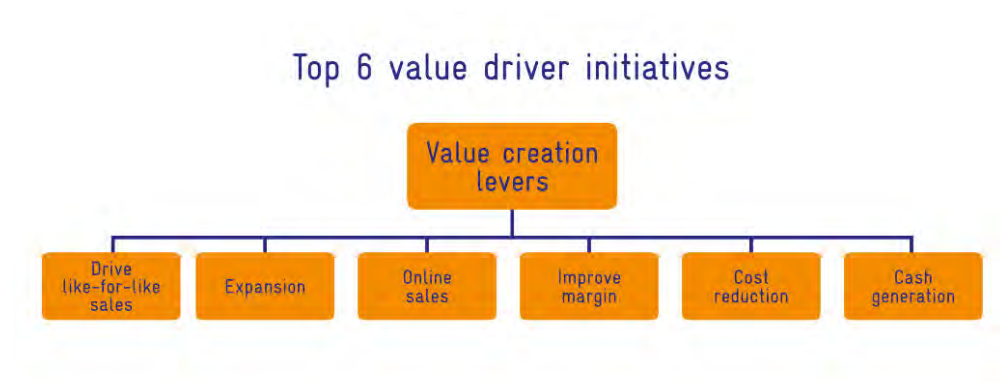 Top 6 value driver initiatives
Value creation
levers
Drive
like-for-like
sales
Expansion
Online
sales
Improve
margin
Cost
reduction
Cash
generation